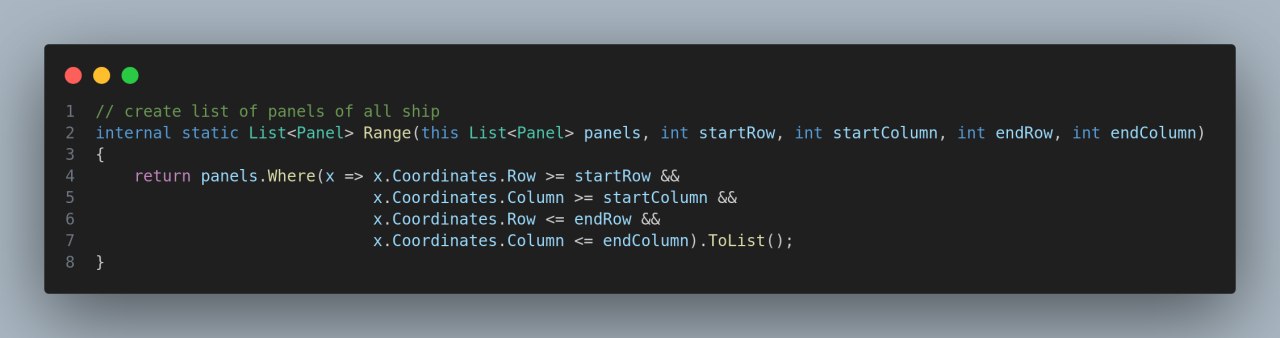 1 // create list of panels of all ship
2 internal static List<Panel> Range(this List<Panel> panels, int startRow, int startColumn, int endRow, int endColumn)
3 {
4     return panels.Where(x => x.Coordinates.Row >= startRow &&
5                              x.Coordinates.Column >= startColumn &&
6                              x.Coordinates.Row <= endRow &&
7                              x.Coordinates.Column <= endColumn).ToList();
8 }